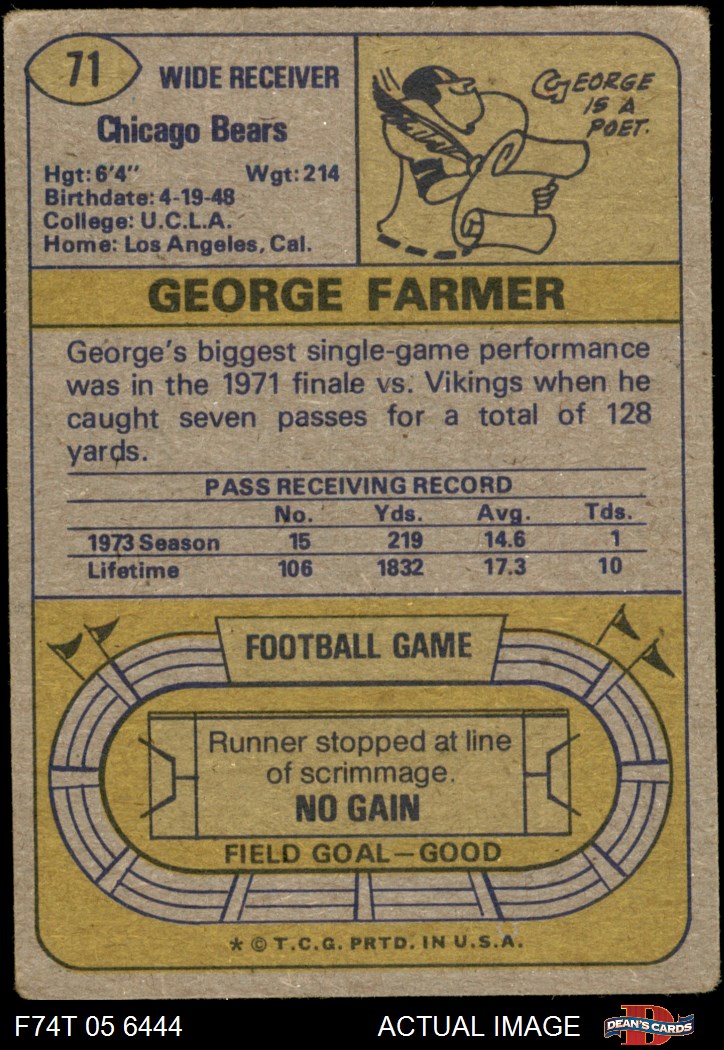 71
WIDE RECEIVER
Chicago Bears
Hgt: 6'4" Wgt: 214
Birthdate: 4-19-48
College: U.C.L.A.
Home: Los Angeles, Cal.
GEORGE
IS A
POET.
GEORGE FARMER
George's biggest single-game performance
was in the 1971 finale vs. Vikings when he
caught seven passes for a total of 128
yards.
PASS RECEIVING RECORD
No. Yds. Avg. Tds.
1973 Season 15 219 14.6 1
Lifetime 106 1832 17.3 10
FOOTBALL GAME
Runner stopped at line
of scrimmage.
NO GAIN
FIELD GOAL—GOOD
* © T.C.G. PRTD. IN U.S.A.
F74T 05 6444 ACTUAL IMAGE
D
DEAN'S CARDS